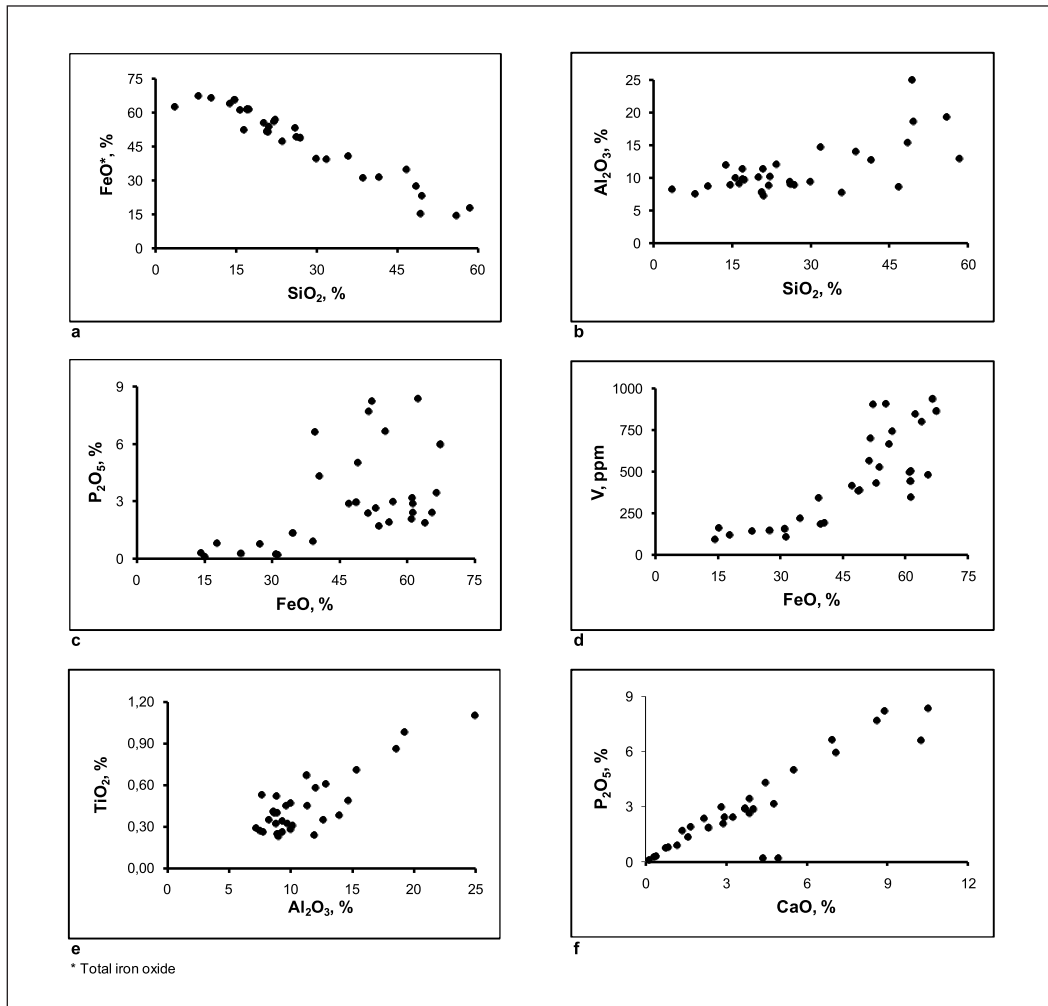 75
60
45
30
15
0
FeO*, %
0 15 30 45 60
SiO₂, %
a
25
20
15
10
5
0
Al₂O₃, %
0 15 30 45 60
SiO₂, %
b
9
6
3
0
P₂O₅, %
0 15 30 45 60 75
FeO, %
c
1000
750
500
250
0
V, ppm
0 15 30 45 60 75
FeO, %
d
1,20
0,90
0,60
0,30
0,00
TiO₂, %
0 5 10 15 20 25
Al₂O₃, %
e
9
6
3
0
P₂O₅, %
0 3 6 9 12
CaO, %
f
* Total iron oxide